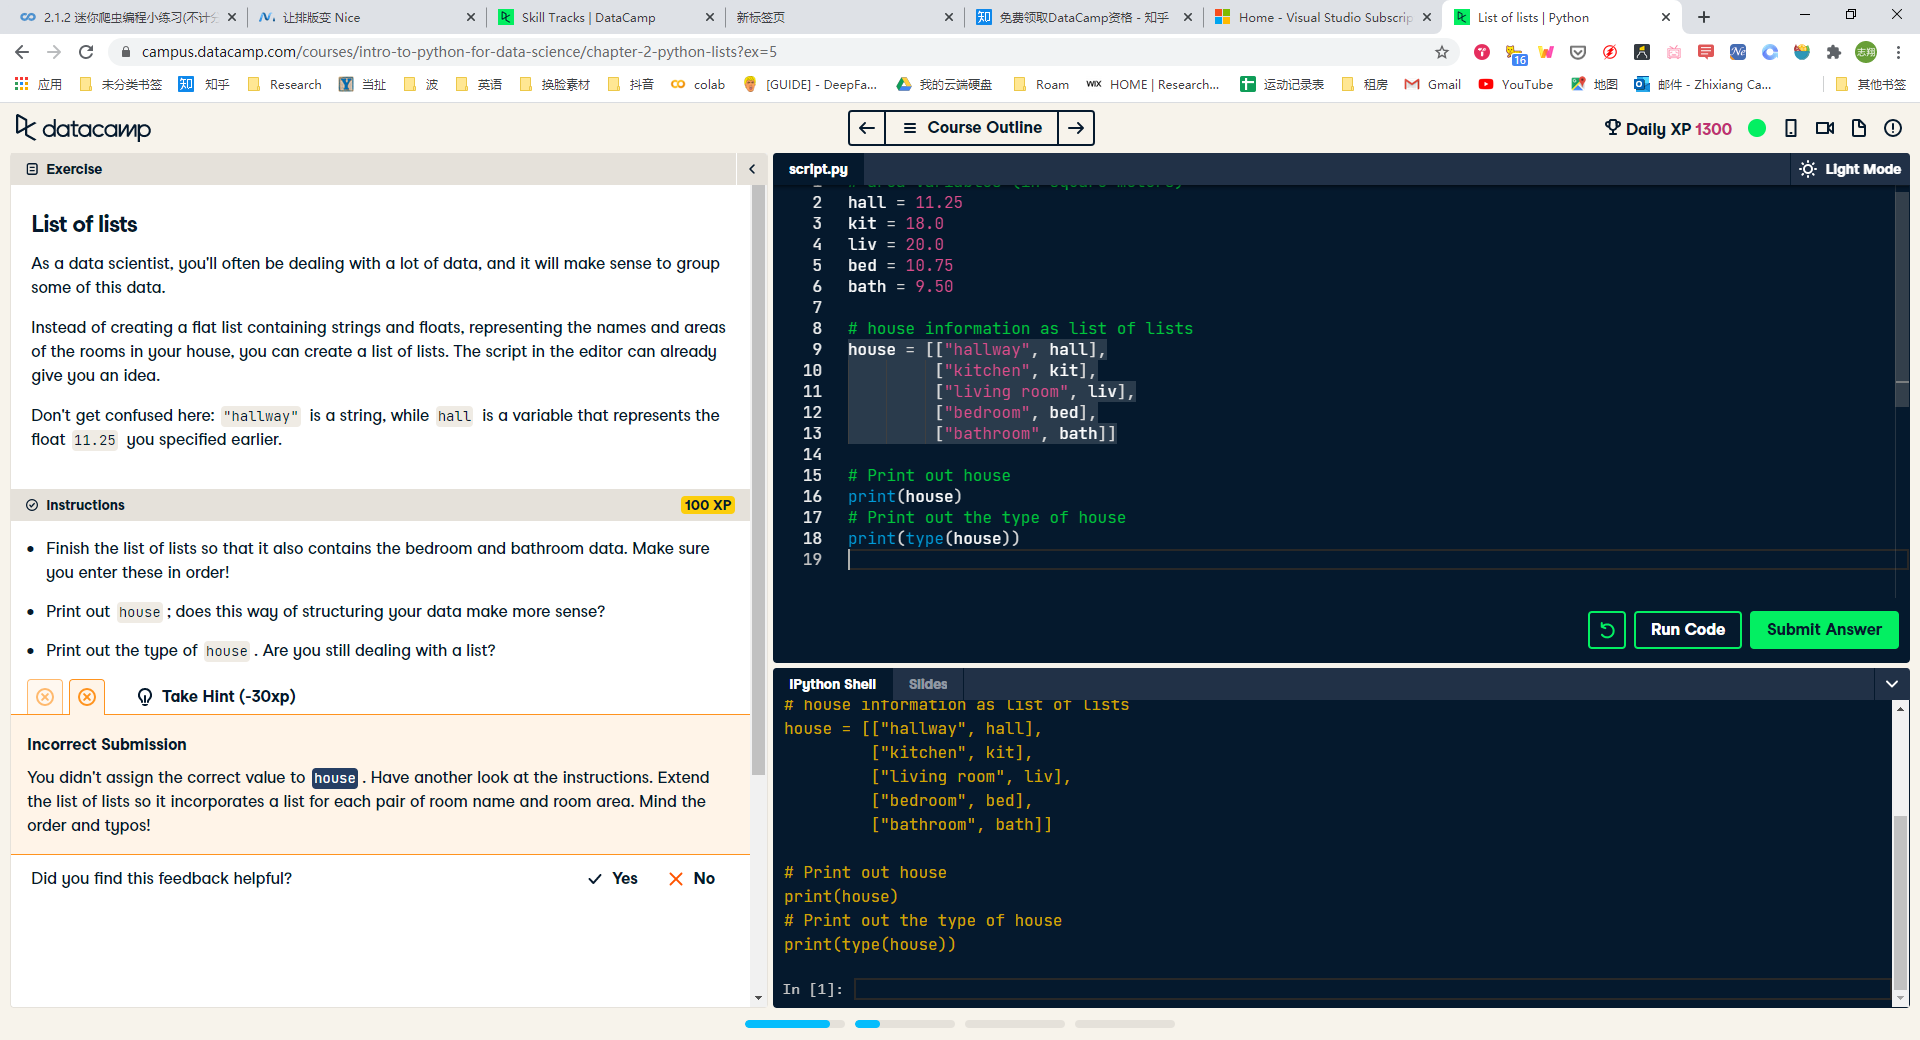 2.1.2 迷你爬虫编程小练习(不计分
让排版变 Nice
Skill Tracks | DataCamp
新标签页
免费领取DataCamp资格 - 知乎
Home - Visual Studio Subscrip
List of lists | Python
campus.datacamp.com/courses/intro-to-python-for-data-science/chapter-2-python-lists?ex=5
16
志翔
应用 未分类书签 知乎 Research 当扯 波 英语 换脸素材 抖音 colab [GUIDE] - DeepFa... 我的云端硬盘 Roam WIX HOME | Research... 运动记录表 租房 Gmail YouTube 地图 邮件 - Zhixiang Ca... 其他书签
datacamp
Course Outline
Daily XP 1300
Exercise
List of lists
As a data scientist, you'll often be dealing with a lot of data, and it will make sense to group
some of this data.
Instead of creating a flat list containing strings and floats, representing the names and areas
of the rooms in your house, you can create a list of lists. The script in the editor can already
give you an idea.
Don't get confused here: "hallway" is a string, while hall is a variable that represents the
float 11.25 you specified earlier.
Instructions
100 XP
• Finish the list of lists so that it also contains the bedroom and bathroom data. Make sure
you enter these in order!
• Print out house ; does this way of structuring your data make more sense?
• Print out the type of house . Are you still dealing with a list?
Take Hint (-30xp)
Incorrect Submission
You didn't assign the correct value to house . Have another look at the instructions. Extend
the list of lists so it incorporates a list for each pair of room name and room area. Mind the
order and typos!
Did you find this feedback helpful?
Yes
No
script.py
Light Mode
1 # area variables (in square meters)
2 hall = 11.25
3 kit = 18.0
4 liv = 20.0
5 bed = 10.75
6 bath = 9.50
7
8 # house information as list of lists
9 house = [["hallway", hall],
10 ["kitchen", kit],
11 ["living room", liv],
12 ["bedroom", bed],
13 ["bathroom", bath]]
14
15 # Print out house
16 print(house)
17 # Print out the type of house
18 print(type(house))
19
Run Code
Submit Answer
IPython Shell
Slides
# house information as list of lists
house = [["hallway", hall],
["kitchen", kit],
["living room", liv],
["bedroom", bed],
["bathroom", bath]]
# Print out house
print(house)
# Print out the type of house
print(type(house))
In [1]: